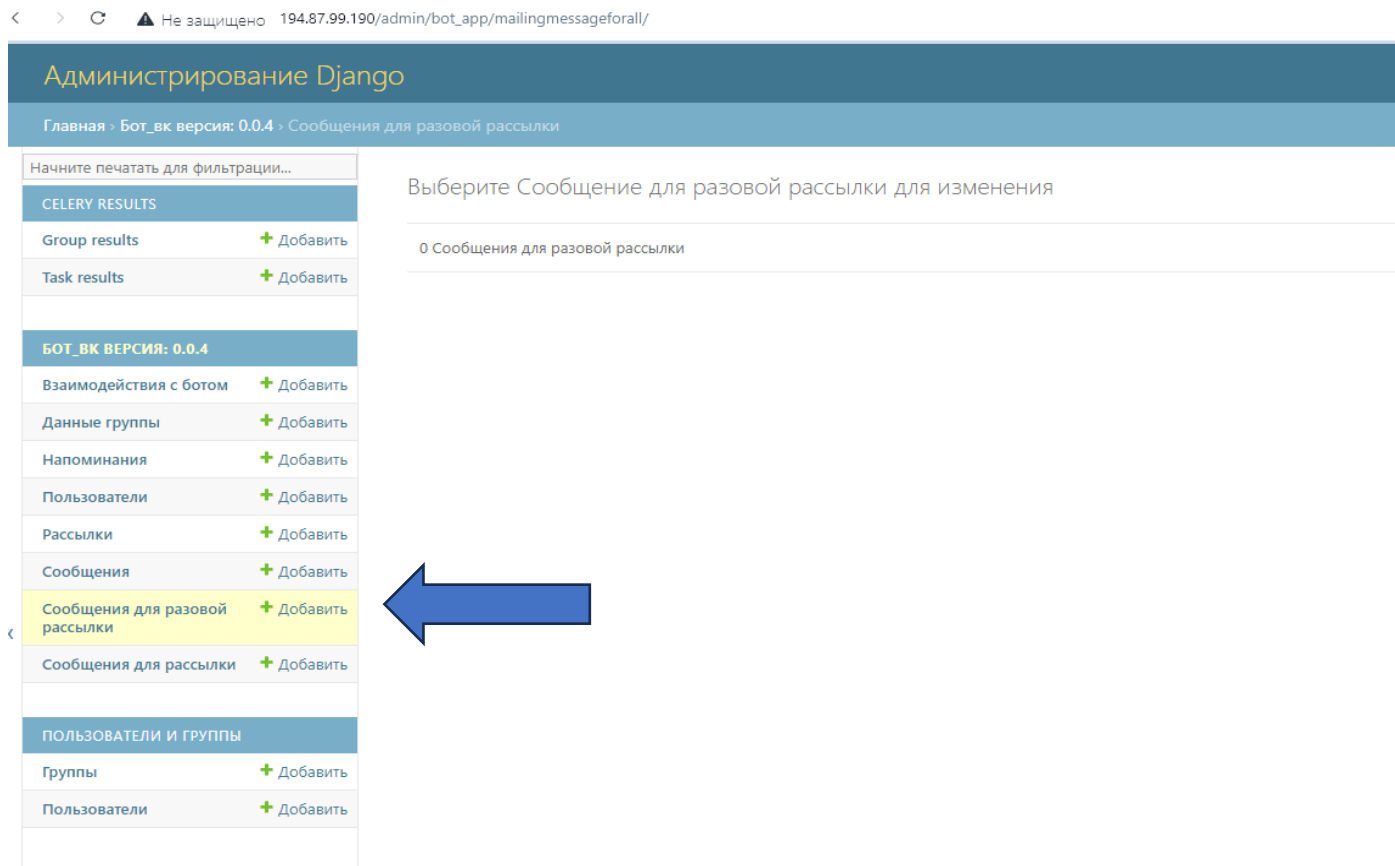 Не защищено 194.87.99.190/admin/bot_app/mailingmessageforall/
Администрирование Django
Главная › Бот_вк версия: 0.0.4 › Сообщения для разовой рассылки
Начните печатать для фильтрации...
CELERY RESULTS
Group results + Добавить
Task results + Добавить
БОТ_ВК ВЕРСИЯ: 0.0.4
Взаимодействия с ботом + Добавить
Данные группы + Добавить
Напоминания + Добавить
Пользователи + Добавить
Рассылки + Добавить
Сообщения + Добавить
Сообщения для разовой + Добавить
рассылки
Сообщения для рассылки + Добавить
ПОЛЬЗОВАТЕЛИ И ГРУППЫ
Группы + Добавить
Пользователи + Добавить
Выберите Сообщение для разовой рассылки для изменения
0 Сообщения для разовой рассылки